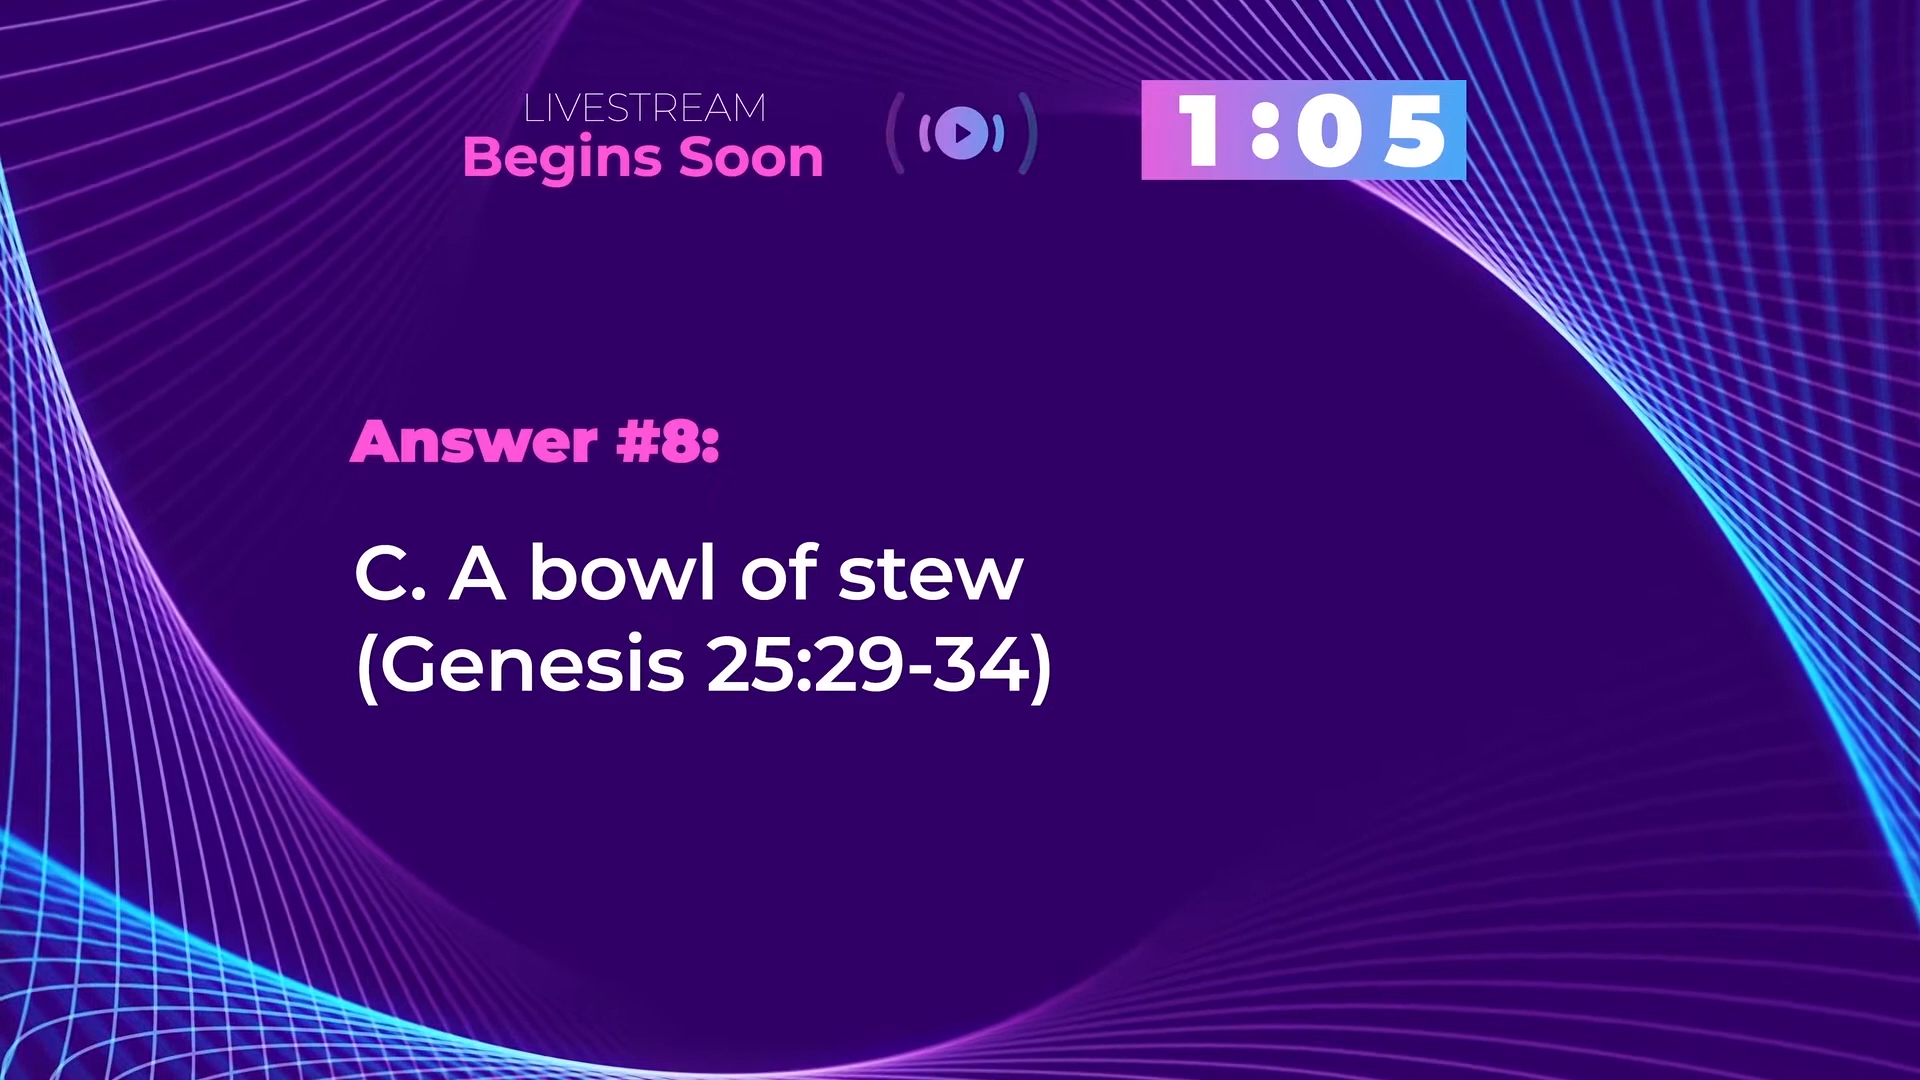 LIVESTREAM
Begins Soon
1:05
Answer #8:
C. A bowl of stew
(Genesis 25:29-34)